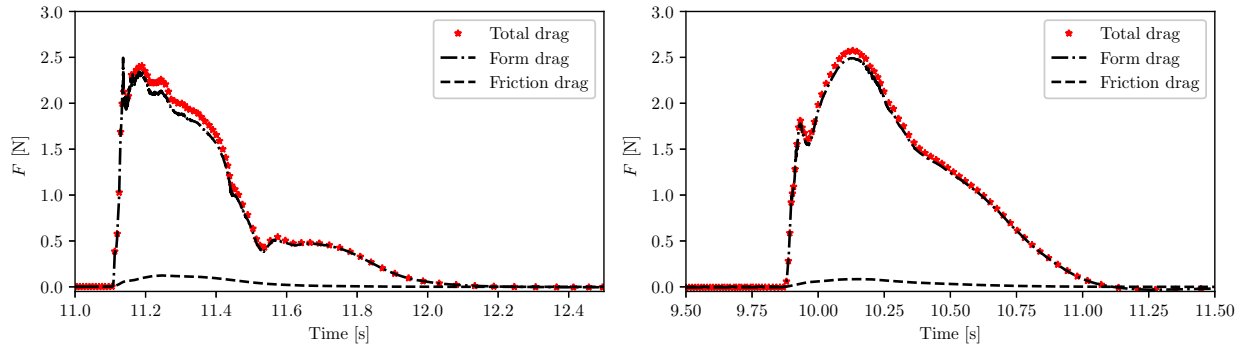 3.0
2.5
2.0
1.5
1.0
0.5
0.0
F [N]
Total drag
Form drag
Friction drag
11.0 11.2 11.4 11.6 11.8 12.0 12.2 12.4
Time [s]
3.0
2.5
2.0
1.5
1.0
0.5
0.0
F [N]
Total drag
Form drag
Friction drag
9.50 9.75 10.00 10.25 10.50 10.75 11.00 11.25 11.50
Time [s]